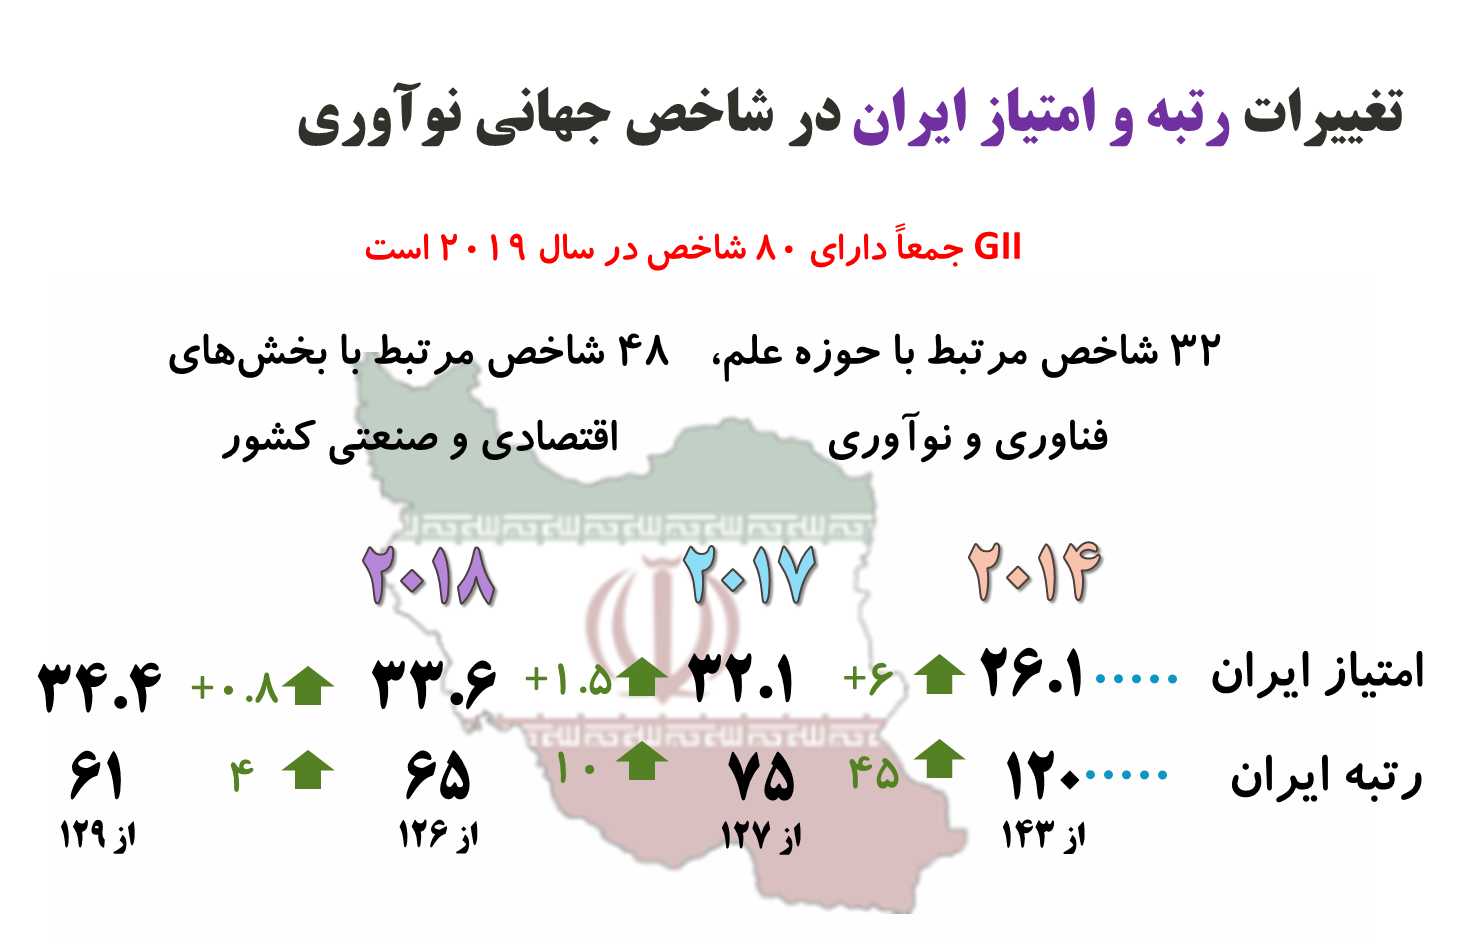 تغییرات رتبه و امتیاز ایران در شاخص جهانی نوآوری
GII جمعاً دارای ۸۰ شاخص در سال ۲۰۱۹ است
۳۲ شاخص مرتبط با حوزه علم،
فناوری و نوآوری
۴۸ شاخص مرتبط با بخش‌های
اقتصادی و صنعتی کشور
۲۰۱۴ ۲۰۱۷ ۲۰۱۸
امتیاز ایران ۲۶.۱ +۶ ۳۲.۱ +۱.۵ ۳۳.۶ +۰.۸ ۳۴.۴
رتبه ایران ۱۲۰ ۴۵ ۷۵ ۱۰ ۶۵ ۴ ۶۱
از ۱۴۳ از ۱۲۷ از ۱۲۶ از ۱۲۹